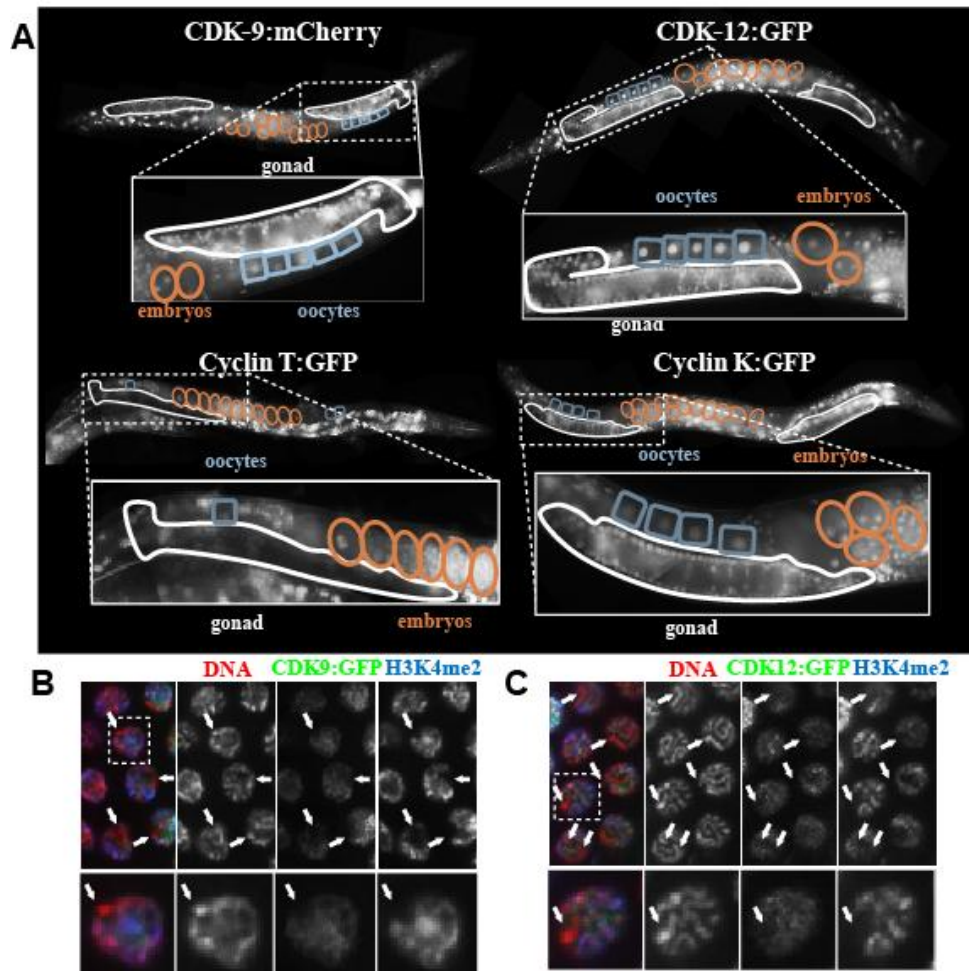 A
CDK-9:mCherry
CDK-12:GFP
gonad
oocytes
embryos
embryos
oocytes
gonad
Cyclin T:GFP
Cyclin K:GFP
oocytes
oocytes
embryos
gonad
embryos
gonad
B
DNA CDK9:GFP H3K4me2
C
DNA CDK12:GFP H3K4me2